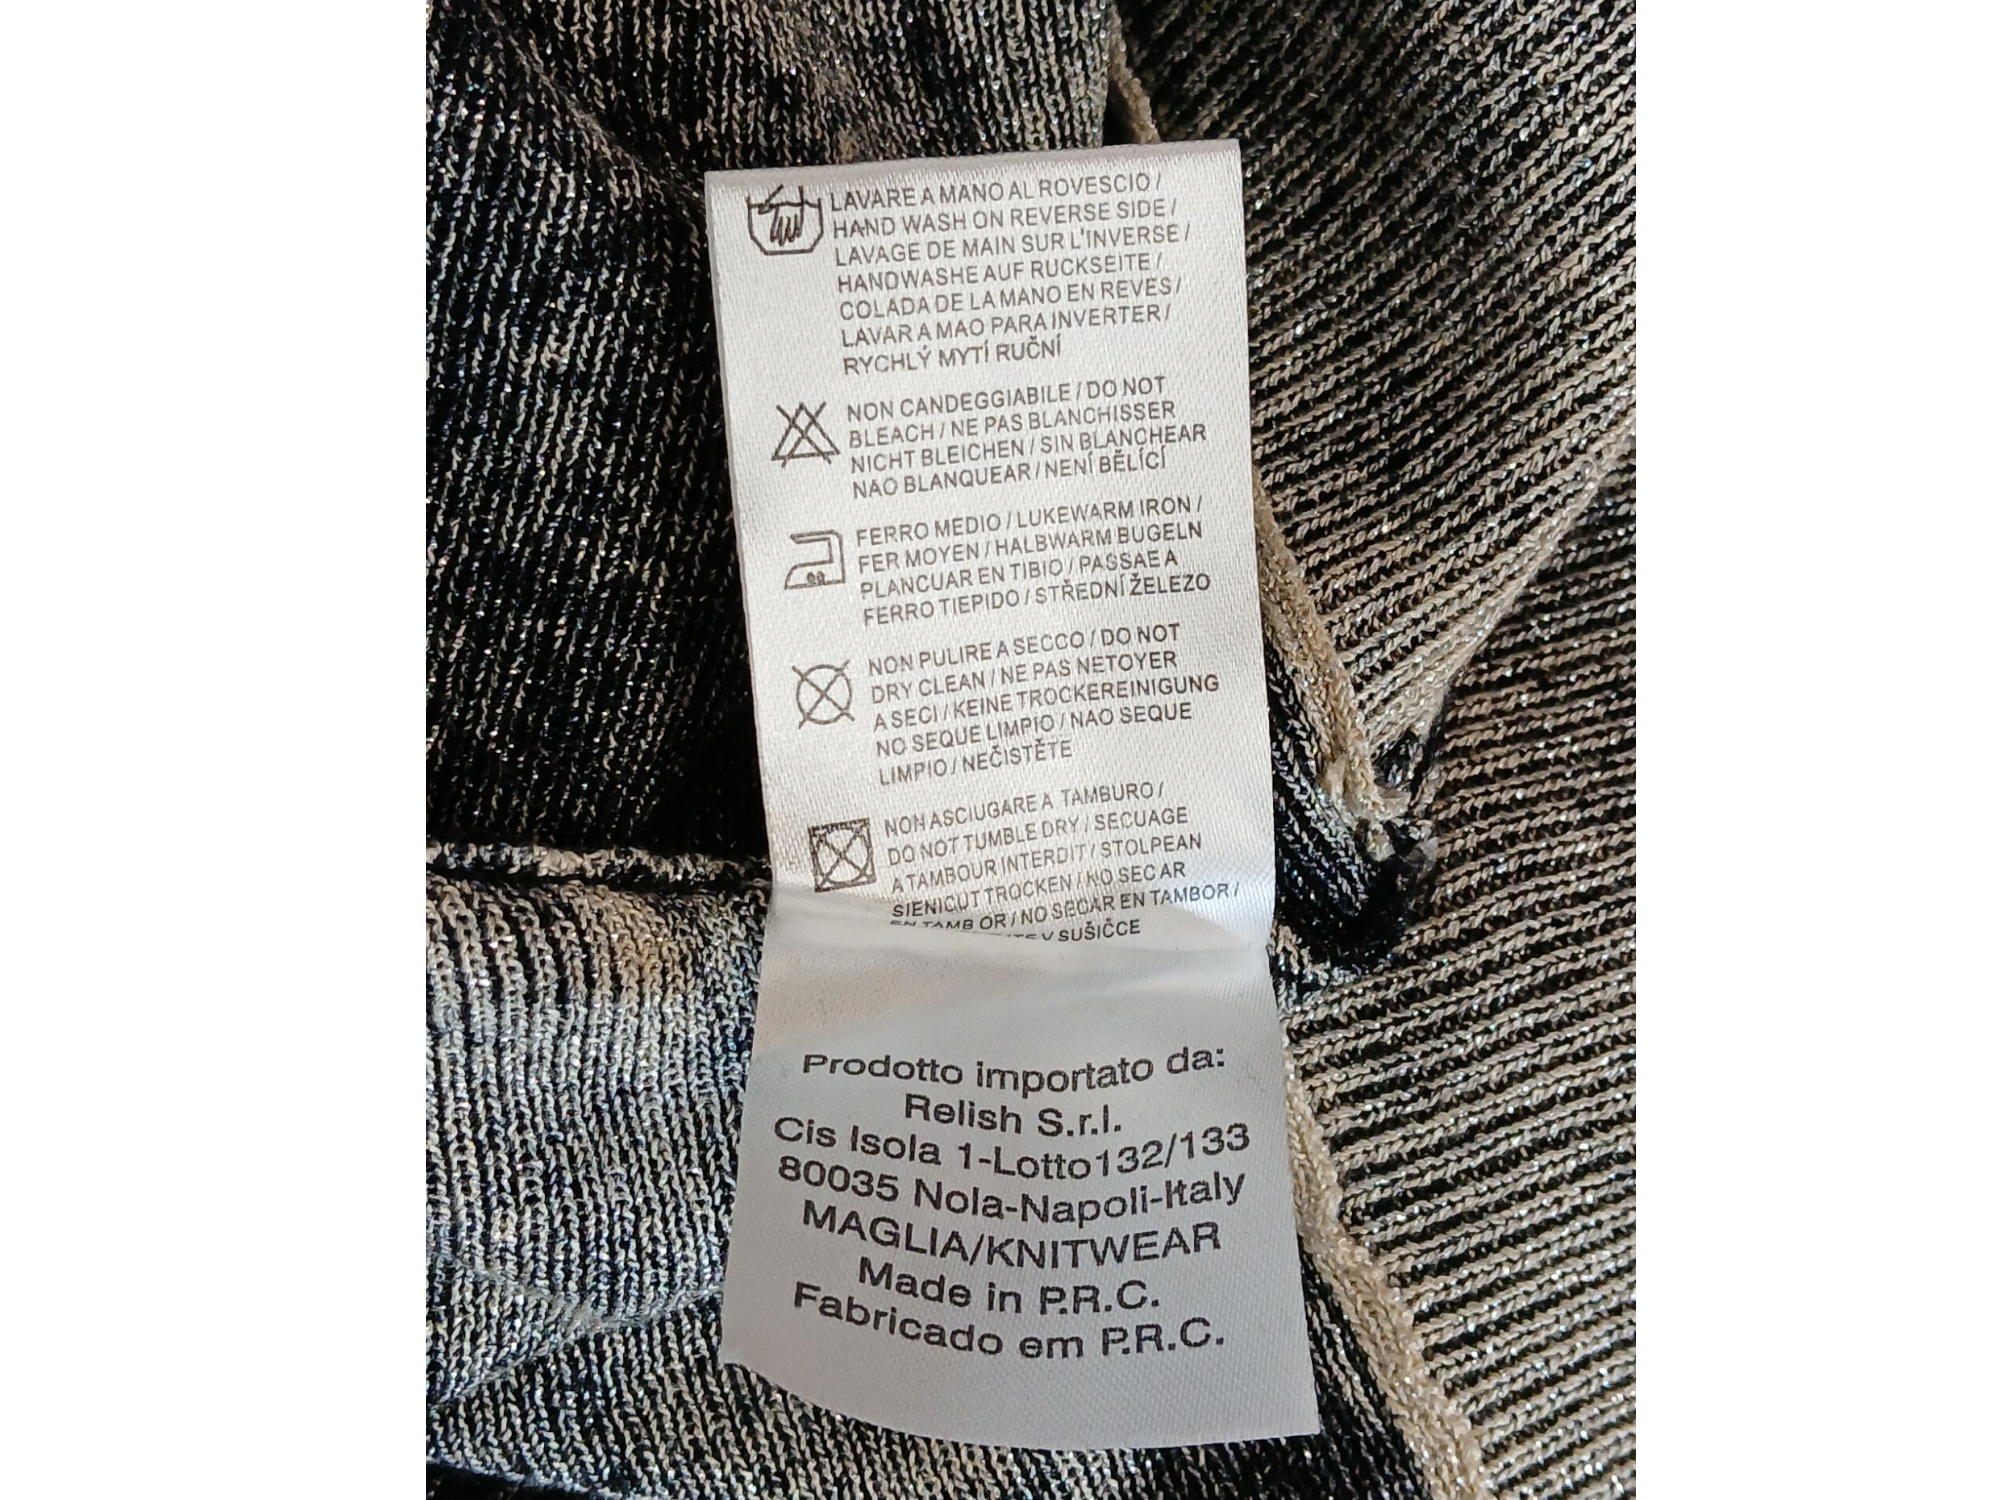 LAVARE A MANO AL ROVESCIO /
HAND WASH ON REVERSE SIDE /
LAVAGE DE MAIN SUR L'INVERSE /
HANDWASHE AUF RUCKSEITE /
COLADA DE LA MANO EN REVES /
LAVAR A MAO PARA INVERTER /
RYCHLÝ MYTÍ RUČNÍ
NON CANDEGGIABILE / DO NOT
BLEACH / NE PAS BLANCHISSER
NICHT BLEICHEN / SIN BLANCHEAR
NAO BLANQUEAR / NENÍ BĚLÍCÍ
FERRO MEDIO / LUKEWARM IRON /
FER MOYEN / HALBWARM BUGELN
PLANCUAR EN TIBIO / PASSAE A
FERRO TIEPIDO / STŘEDNÍ ŽELEZO
NON PULIRE A SECCO / DO NOT
DRY CLEAN / NE PAS NETOYER
A SECI / KEINE TROCKEREINIGUNG
NO SEQUE LIMPIO / NAO SEQUE
LIMPIO / NEČISTĚTE
NON ASCIUGARE A TAMBURO /
DO NOT TUMBLE DRY / SECUAGE
A TAMBOUR INTERDIT / STOLPEAN
SIENICUT TROCKEN / NO SECAR
EN TAMB OR / NO SECAR EN TAMBOR /
V SUŠIČCE
Prodotto importato da:
Relish S.r.l.
Cis Isola 1-Lotto132/133
80035 Nola-Napoli-Italy
MAGLIA/KNITWEAR
Made in P.R.C.
Fabricado em P.R.C.